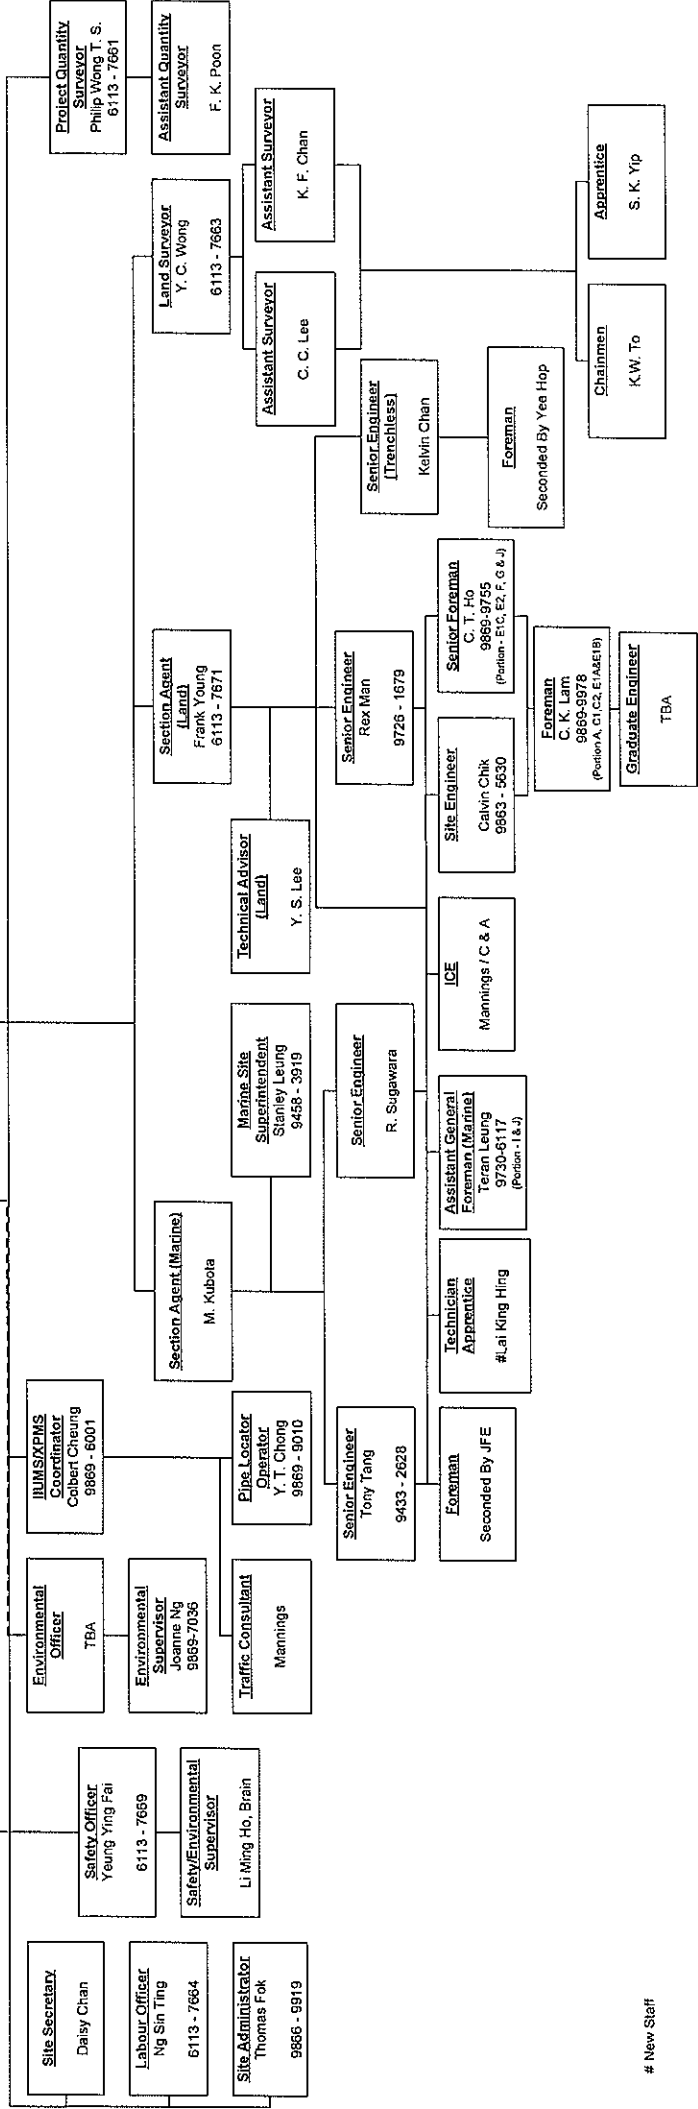 Site Secretary
Daisy Chan
Labour Officer
Ng Sin Ting
6113 - 7664
Site Administrator
Thomas Fok
9866 - 9919
Safety Officer
Yeung Ying Fai
6113 - 7669
Safety/Environmental
Supervisor
Li Ming Ho, Brain
Environmental
Officer
TBA
Environmental
Supervisor
Joanne Ng
9869-7036
Traffic Consultant
Mannings
IIUMS/XPMS
Coordinator
Colbert Cheung
9869 - 6001
Pipe Locator
Operator
Y. T. Chong
9869 - 9010
Section Agent (Marine)
M. Kubota
Marine Site
Superintendent
Stanley Leung
9458 - 3919
Senior Engineer
Tony Tang
9433 - 2628
Senior Engineer
R. Sugawara
Foreman
Seconded By JFE
Technician
Apprentice
#Lai King Hing
Assistant General
Foreman (Marine)
Teran Leung
9730-6117
(Portion - I & J)
ICE
Mannings / C & A
Section Agent
(Land)
Frank Young
6113 - 7671
Technical Advisor
(Land)
Y. S. Lee
Senior Engineer
Rex Man
9726 - 1679
Site Engineer
Calvin Chik
9863 - 5630
Senior Foreman
C. T. Ho
9869-9755
(Portion - E1C, E2, F, G & J)
Foreman
C. K. Lam
9869-9978
(Portion A, C1, C2, E1A&E1B)
Graduate Engineer
TBA
Senior Engineer
(Trenchless)
Kelvin Chan
Foreman
Seconded By Yee Hop
Land Surveyor
Y. C. Wong
6113 - 7663
Assistant Surveyor
C. C. Lee
Assistant Surveyor
K. F. Chan
Chainmen
K.W. To
Apprentice
S. K. Yip
Project Quantity
Surveyor
Philip Wong T. S.
6113 - 7661
Assistant Quantity
Surveyor
F. K. Poon
# New Staff